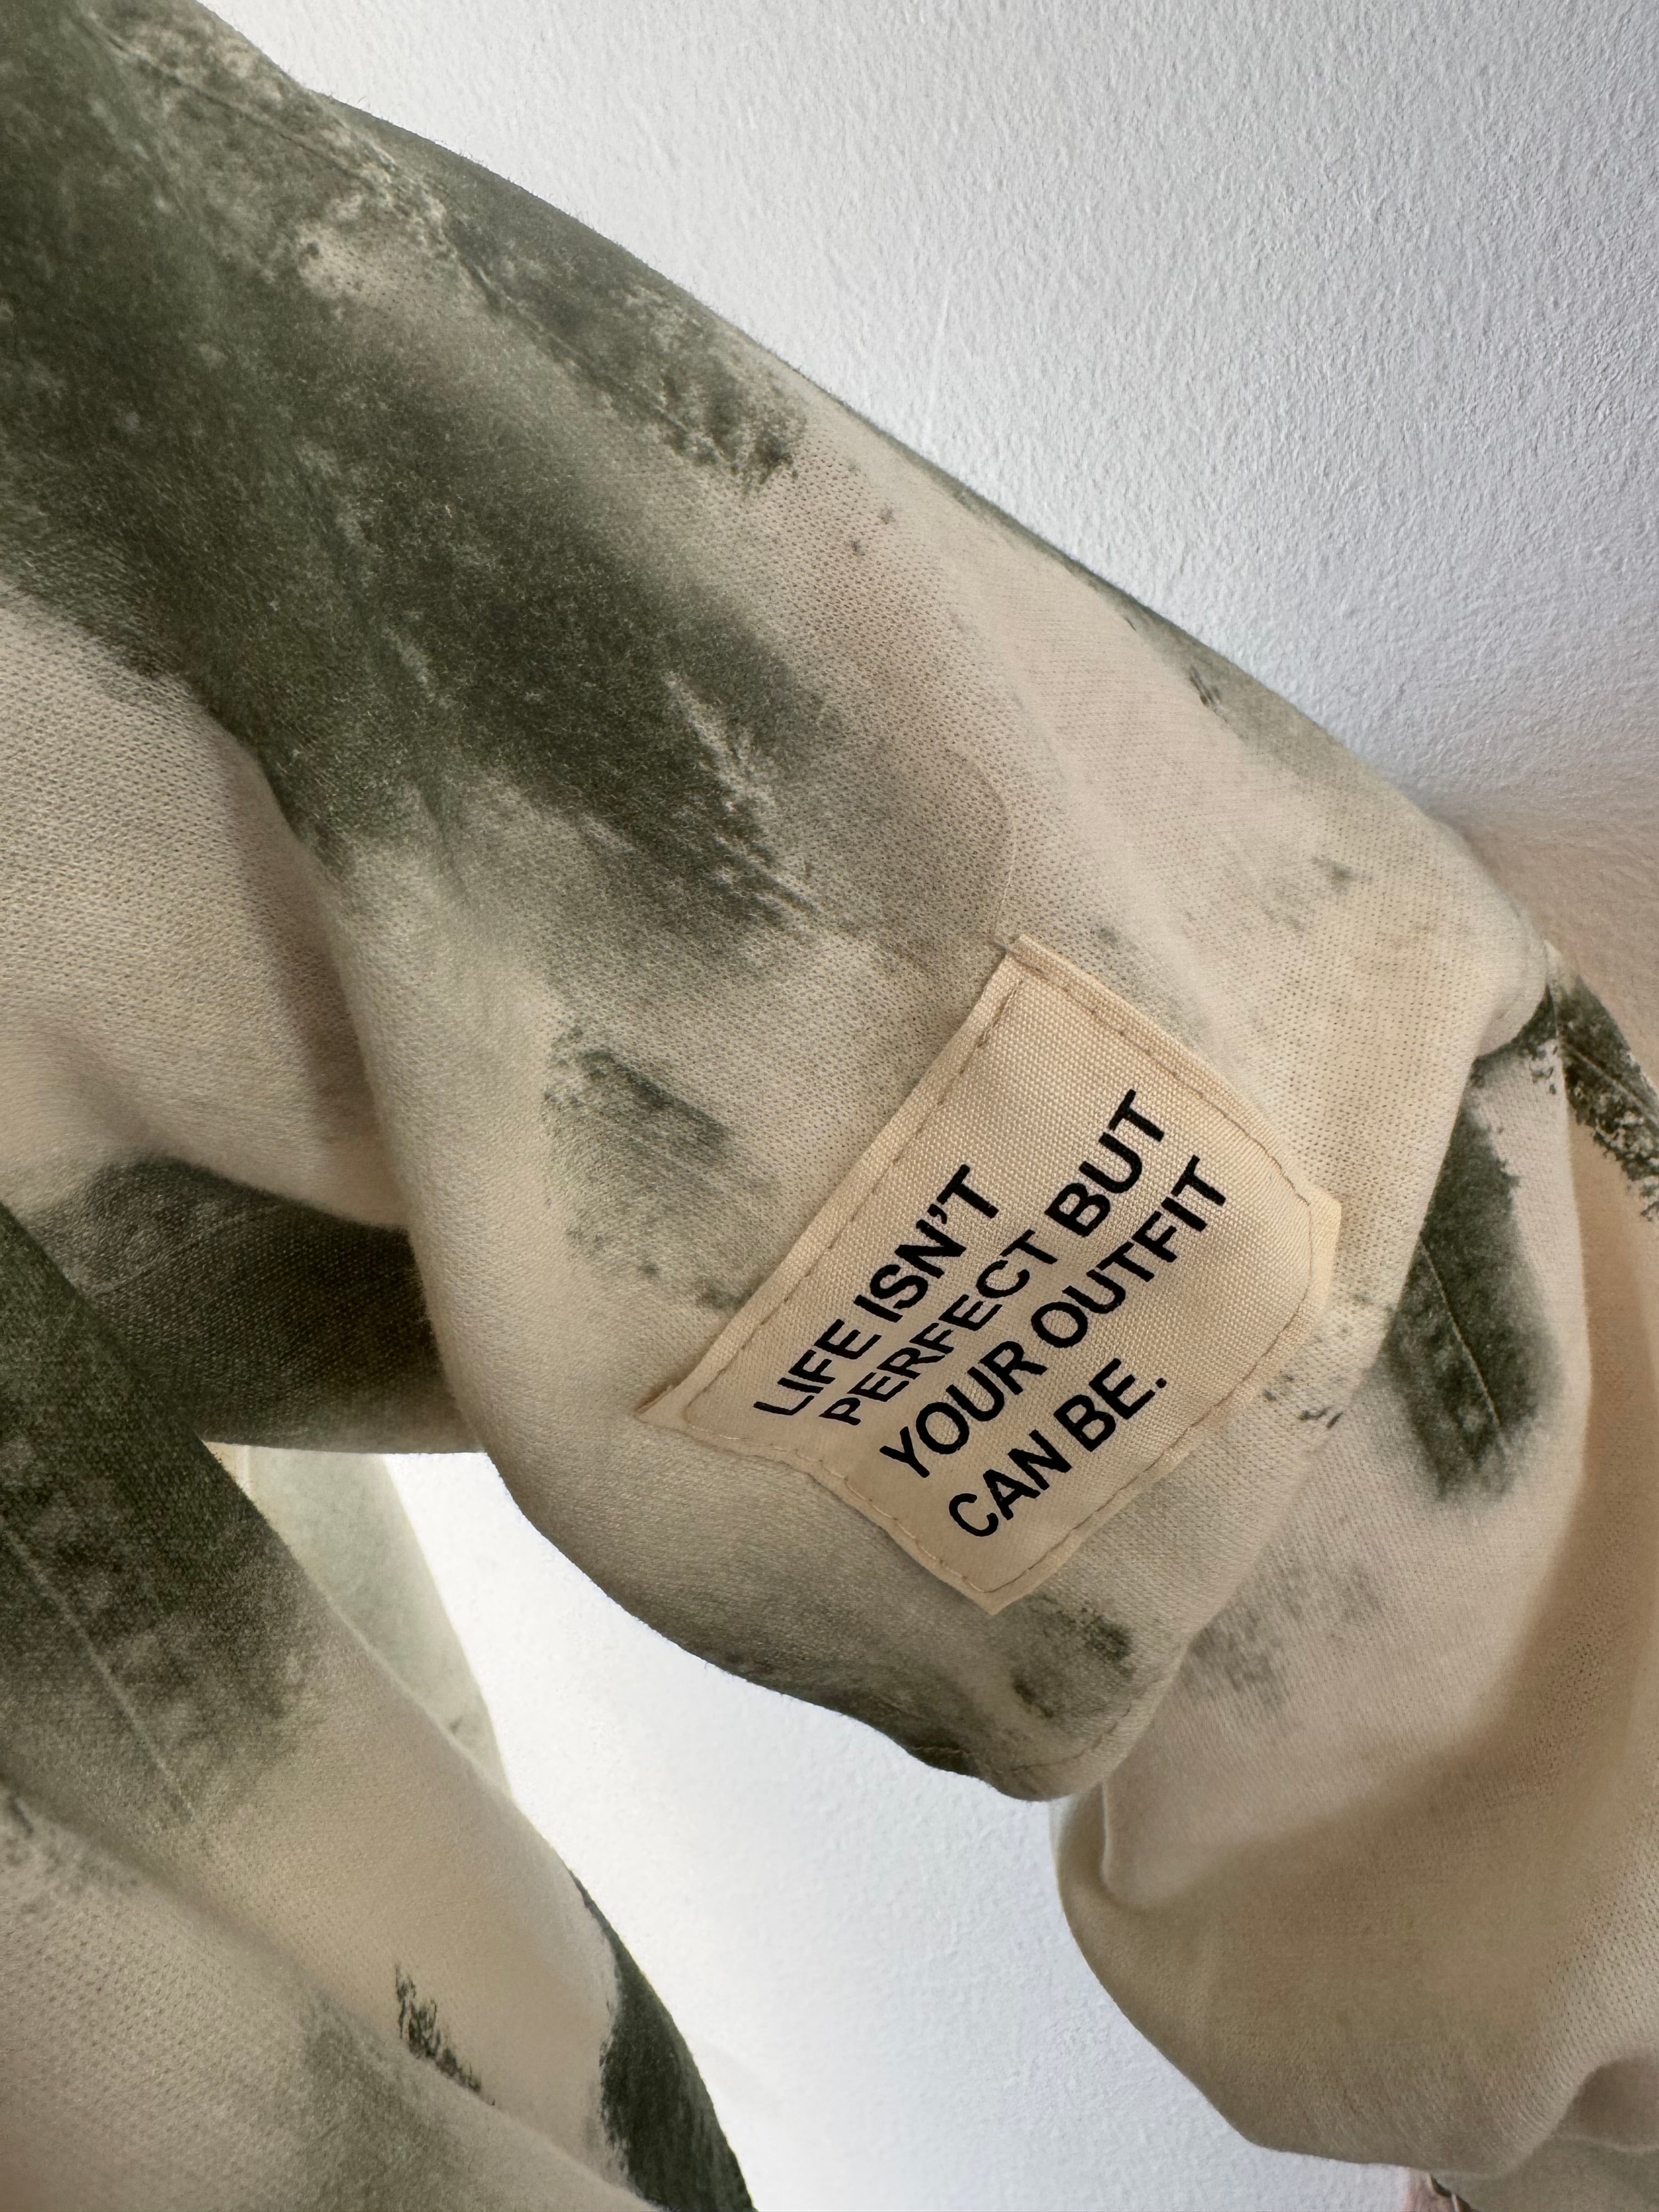 LIFE ISN'T
PERFECT BUT
YOUR OUTFIT
CAN BE.